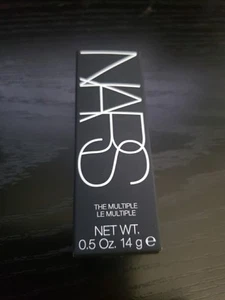 NARS
THE MULTIPLE
LE MULTIPLE
NET WT.
0.5 Oz. 14 g ℮